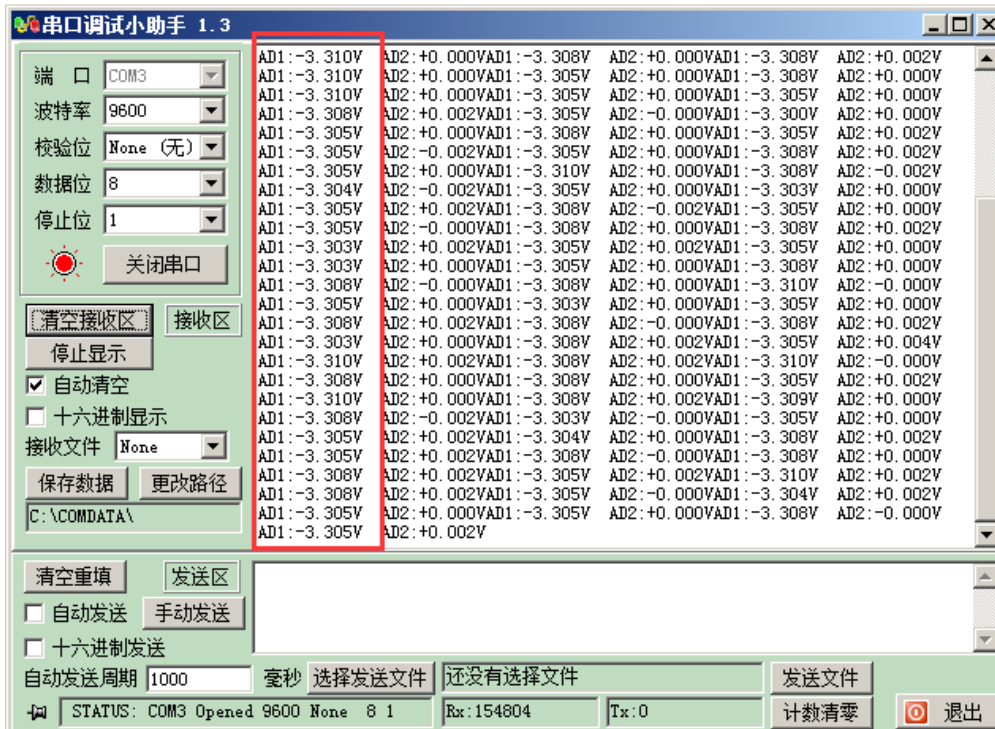 串口调试小助手 1.3
端 口 COM3
波特率 9600
校验位 None (无)
数据位 8
停止位 1
关闭串口
清空接收区 接收区
停止显示
自动清空
十六进制显示
接收文件 None
保存数据 更改路径
C:\COMDATA\
AD1:-3.310V AD2:+0.000VAD1:-3.308V AD2:+0.000VAD1:-3.308V AD2:+0.002V
AD1:-3.310V AD2:+0.000VAD1:-3.305V AD2:+0.000VAD1:-3.308V AD2:+0.000V
AD1:-3.310V AD2:+0.000VAD1:-3.305V AD2:+0.000VAD1:-3.305V AD2:+0.000V
AD1:-3.308V AD2:+0.002VAD1:-3.305V AD2:-0.000VAD1:-3.300V AD2:+0.000V
AD1:-3.305V AD2:+0.000VAD1:-3.308V AD2:+0.000VAD1:-3.305V AD2:+0.002V
AD1:-3.305V AD2:-0.002VAD1:-3.305V AD2:+0.000VAD1:-3.308V AD2:+0.002V
AD1:-3.305V AD2:+0.000VAD1:-3.310V AD2:+0.000VAD1:-3.308V AD2:-0.002V
AD1:-3.304V AD2:-0.002VAD1:-3.305V AD2:+0.000VAD1:-3.303V AD2:+0.000V
AD1:-3.305V AD2:+0.002VAD1:-3.308V AD2:-0.002VAD1:-3.305V AD2:+0.000V
AD1:-3.305V AD2:-0.000VAD1:-3.308V AD2:+0.000VAD1:-3.308V AD2:+0.002V
AD1:-3.303V AD2:+0.002VAD1:-3.305V AD2:+0.002VAD1:-3.305V AD2:+0.000V
AD1:-3.303V AD2:+0.000VAD1:-3.305V AD2:+0.000VAD1:-3.308V AD2:+0.000V
AD1:-3.308V AD2:-0.000VAD1:-3.308V AD2:+0.000VAD1:-3.310V AD2:-0.000V
AD1:-3.305V AD2:+0.000VAD1:-3.303V AD2:+0.000VAD1:-3.305V AD2:+0.000V
AD1:-3.308V AD2:+0.002VAD1:-3.308V AD2:-0.000VAD1:-3.308V AD2:+0.002V
AD1:-3.303V AD2:+0.000VAD1:-3.308V AD2:+0.002VAD1:-3.305V AD2:+0.004V
AD1:-3.310V AD2:+0.000VAD1:-3.308V AD2:+0.002VAD1:-3.310V AD2:-0.000V
AD1:-3.308V AD2:+0.000VAD1:-3.308V AD2:+0.000VAD1:-3.305V AD2:+0.002V
AD1:-3.310V AD2:+0.000VAD1:-3.308V AD2:+0.002VAD1:-3.309V AD2:+0.000V
AD1:-3.308V AD2:-0.002VAD1:-3.303V AD2:-0.000VAD1:-3.305V AD2:+0.000V
AD1:-3.305V AD2:+0.002VAD1:-3.304V AD2:+0.000VAD1:-3.308V AD2:+0.002V
AD1:-3.305V AD2:-0.002VAD1:-3.308V AD2:-0.000VAD1:-3.308V AD2:+0.000V
AD1:-3.308V AD2:+0.002VAD1:-3.305V AD2:+0.002VAD1:-3.310V AD2:+0.002V
AD1:-3.308V AD2:+0.002VAD1:-3.305V AD2:-0.000VAD1:-3.304V AD2:+0.002V
AD1:-3.305V AD2:+0.000VAD1:-3.305V AD2:+0.000VAD1:-3.308V AD2:-0.000V
AD1:-3.305V AD2:+0.002V
清空重填 发送区
自动发送 手动发送
十六进制发送
自动发送周期 1000 毫秒 选择发送文件 还没有选择文件 发送文件
STATUS: COM3 Opened 9600 None 8 1 Rx:154804 Tx:0 计数清零 退出